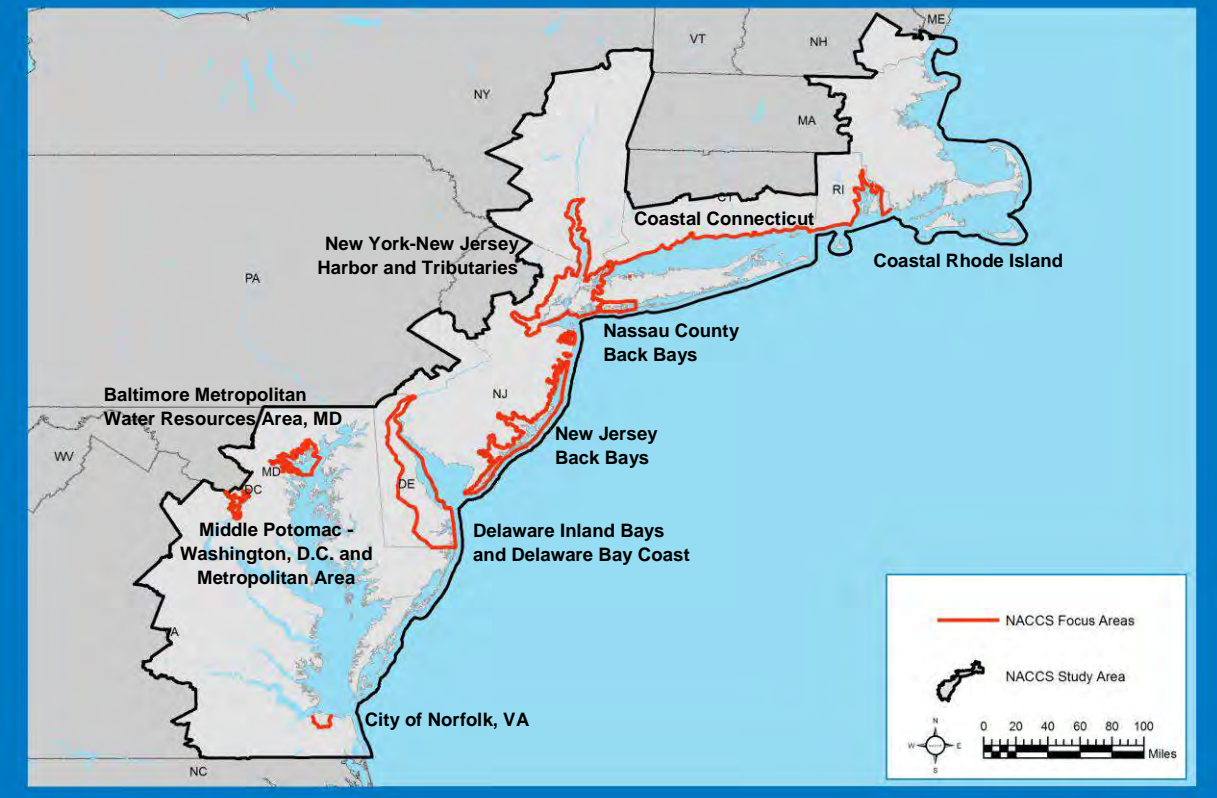 ME
VT
NH
NY
MA
CT
RI
Coastal Connecticut
New York-New Jersey
Harbor and Tributaries
Coastal Rhode Island
PA
Nassau County
Back Bays
Baltimore Metropolitan
Water Resources Area, MD
NJ
New Jersey
Back Bays
WV
MD
DC
DE
Middle Potomac -
Washington, D.C. and
Metropolitan Area
Delaware Inland Bays
and Delaware Bay Coast
City of Norfolk, VA
NC
NACCS Focus Areas
NACCS Study Area
N
W
E
S
0 20 40 60 80 100
Miles